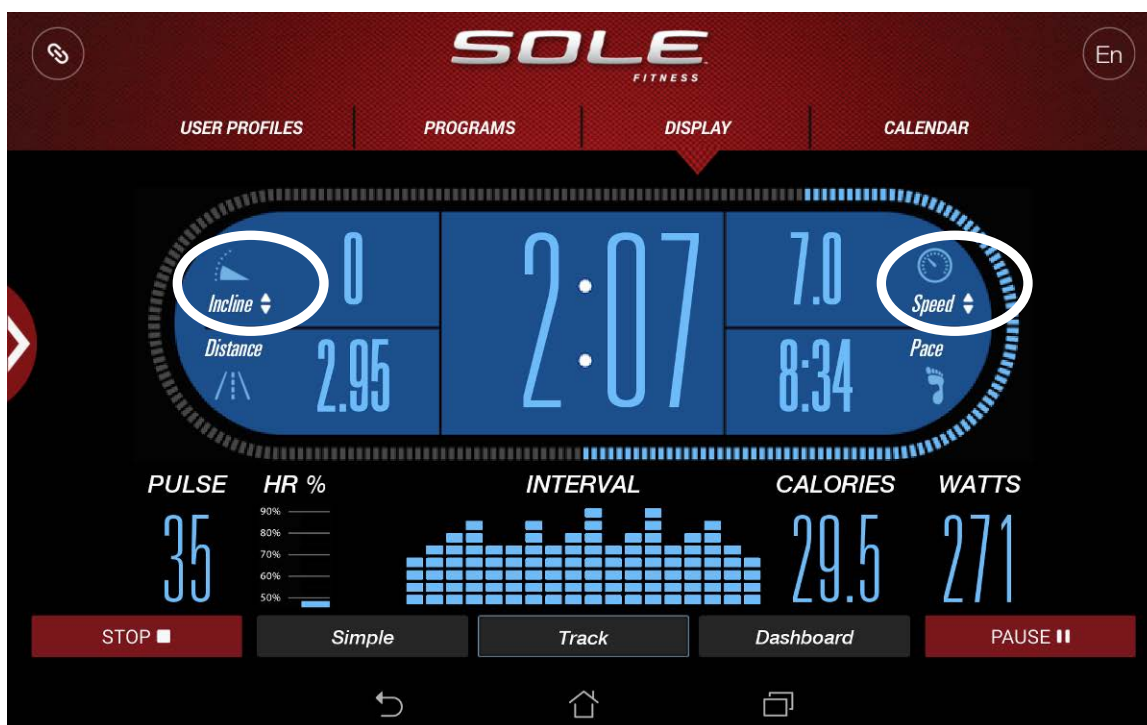 SOLE
FITNESS
En
USER PROFILES PROGRAMS DISPLAY CALENDAR
0
Incline
2:07
7.0
Speed
Distance
2.95
Pace
8:34
PULSE HR % INTERVAL CALORIES WATTS
90%
80%
70%
60%
50%
35
29.5
271
STOP Simple Track Dashboard PAUSE